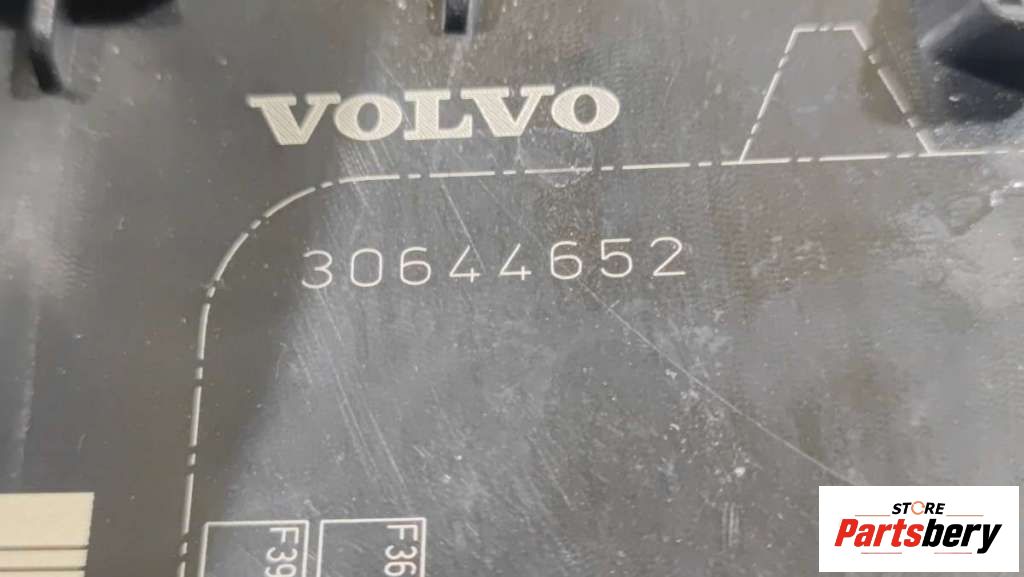 VOLVO
30644652
F39
F36
STORE
Partsbery